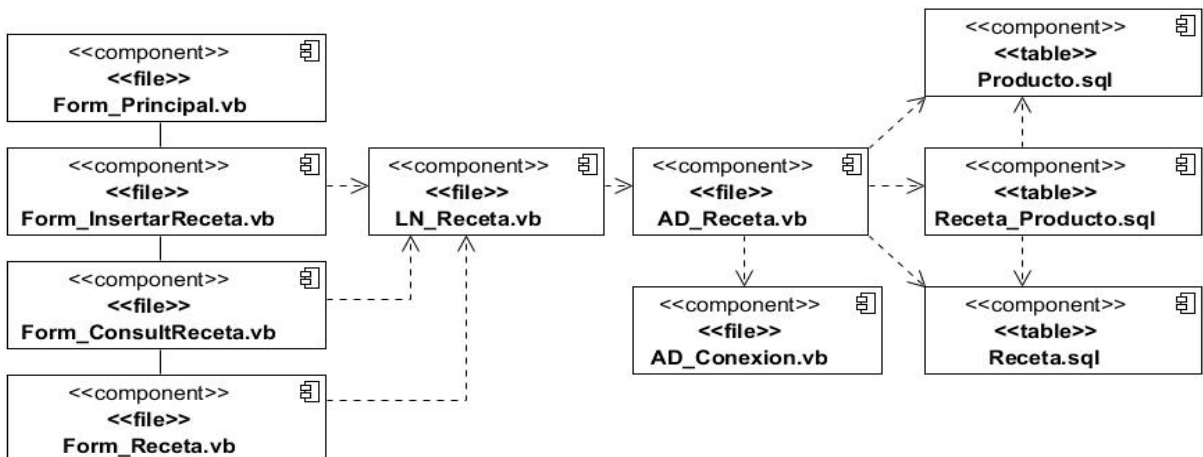 <<component>>
<<file>>
Form_Principal.vb
<<component>>
<<file>>
Form_InsertarReceta.vb
<<component>>
<<file>>
Form_ConsultReceta.vb
<<component>>
<<file>>
Form_Receta.vb
<<component>>
<<file>>
LN_Receta.vb
<<component>>
<<file>>
AD_Receta.vb
<<component>>
<<file>>
AD_Conexion.vb
<<component>>
<<table>>
Producto.sql
<<component>>
<<table>>
Receta_Producto.sql
<<component>>
<<table>>
Receta.sql